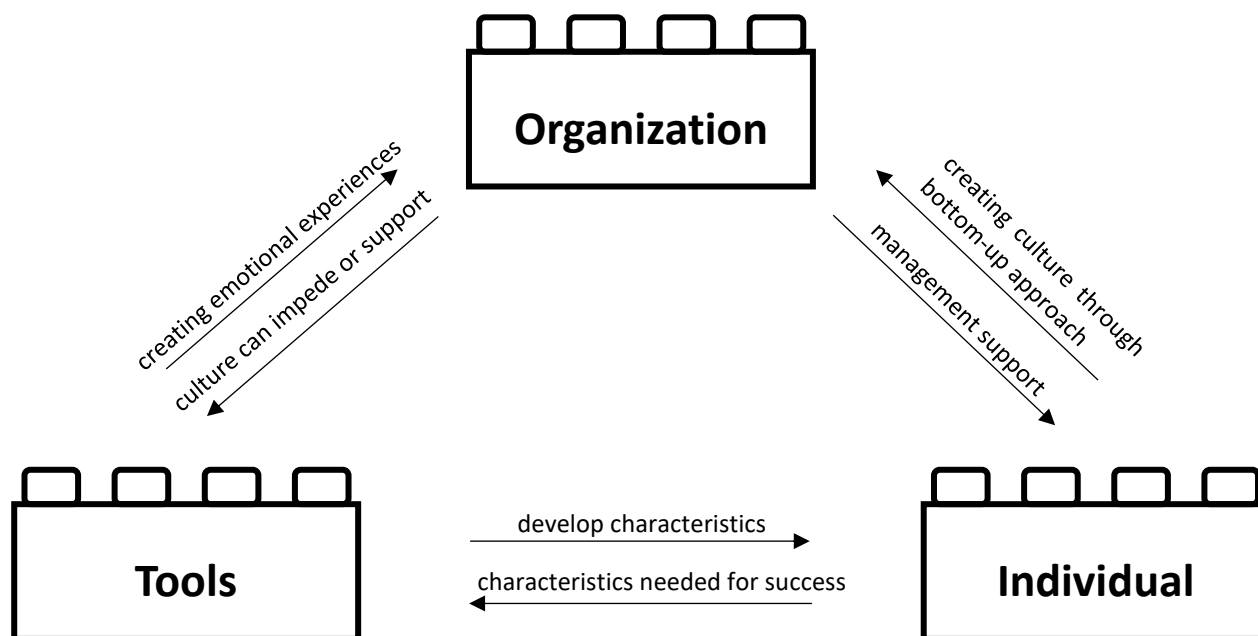 Organization
creating emotional experiences
culture can impede or support
creating culture through
bottom-up approach
management support
develop characteristics
characteristics needed for success
Tools
Individual